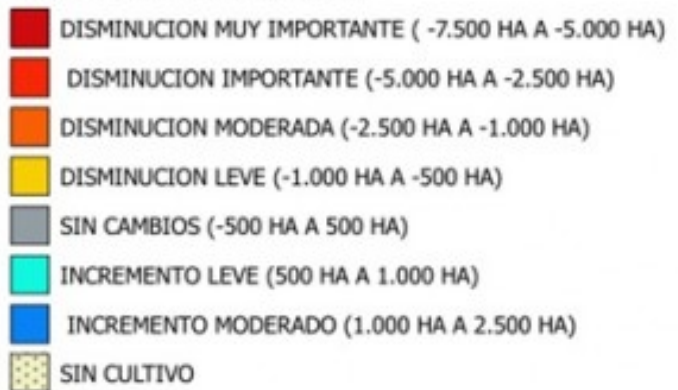 DISMINUCION MUY IMPORTANTE ( -7.500 HA A -5.000 HA)
DISMINUCION IMPORTANTE (-5.000 HA A -2.500 HA)
DISMINUCION MODERADA (-2.500 HA A -1.000 HA)
DISMINUCION LEVE (-1.000 HA A -500 HA)
SIN CAMBIOS (-500 HA A 500 HA)
INCREMENTO LEVE (500 HA A 1.000 HA)
INCREMENTO MODERADO (1.000 HA A 2.500 HA)
SIN CULTIVO